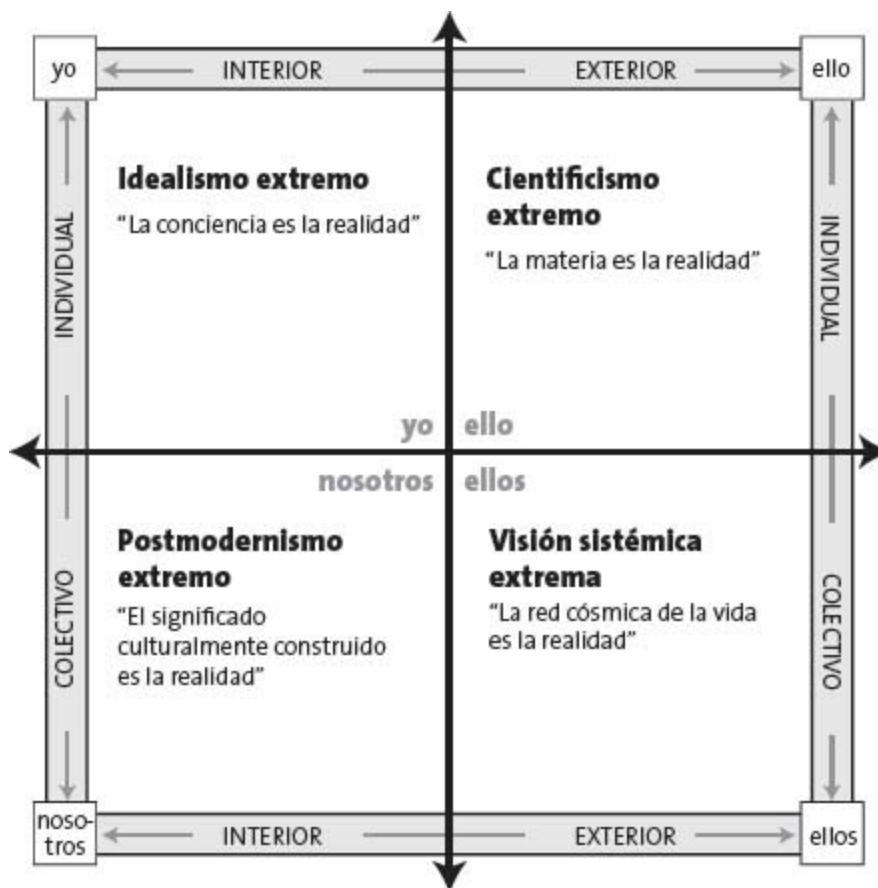 yo
INTERIOR
EXTERIOR
ello
INDIVIDUAL
Idealismo extremo
“La conciencia es la realidad”
Cientificismo
extremo
“La materia es la realidad”
INDIVIDUAL
yo
ello
nosotros
ellos
COLECTIVO
Postmodernismo
extremo
“El significado
culturalmente construido
es la realidad”
Visión sistémica
extrema
“La red cósmica de la vida
es la realidad”
COLECTIVO
noso-
tros
INTERIOR
EXTERIOR
ellos